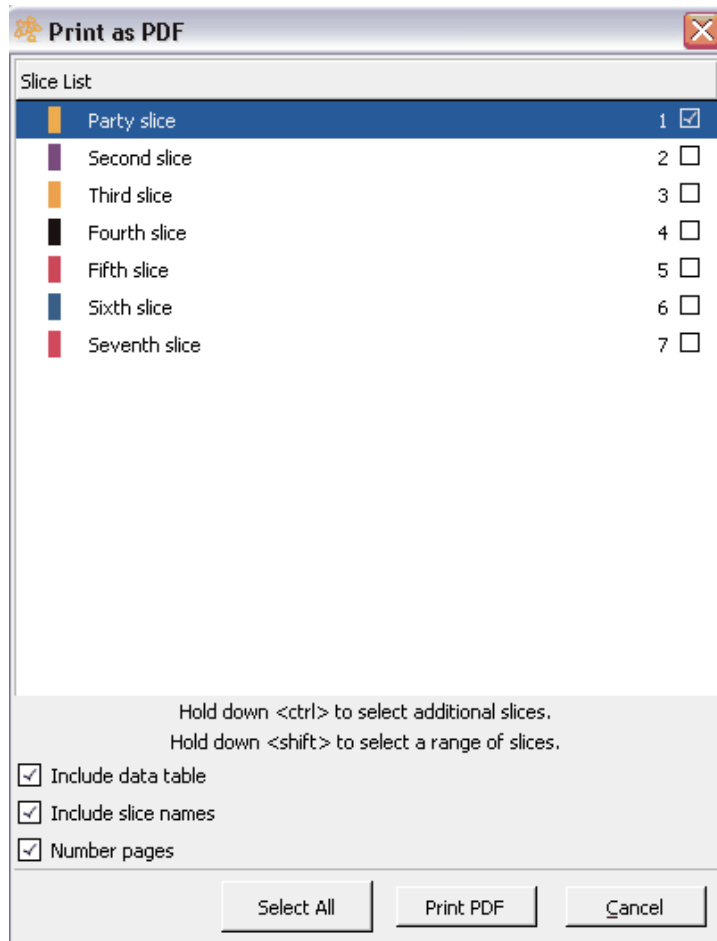 Print as PDF
Slice List
Party slice 1
Second slice 2
Third slice 3
Fourth slice 4
Fifth slice 5
Sixth slice 6
Seventh slice 7
Hold down <ctrl> to select additional slices.
Hold down <shift> to select a range of slices.
Include data table
Include slice names
Number pages
Select All Print PDF Cancel